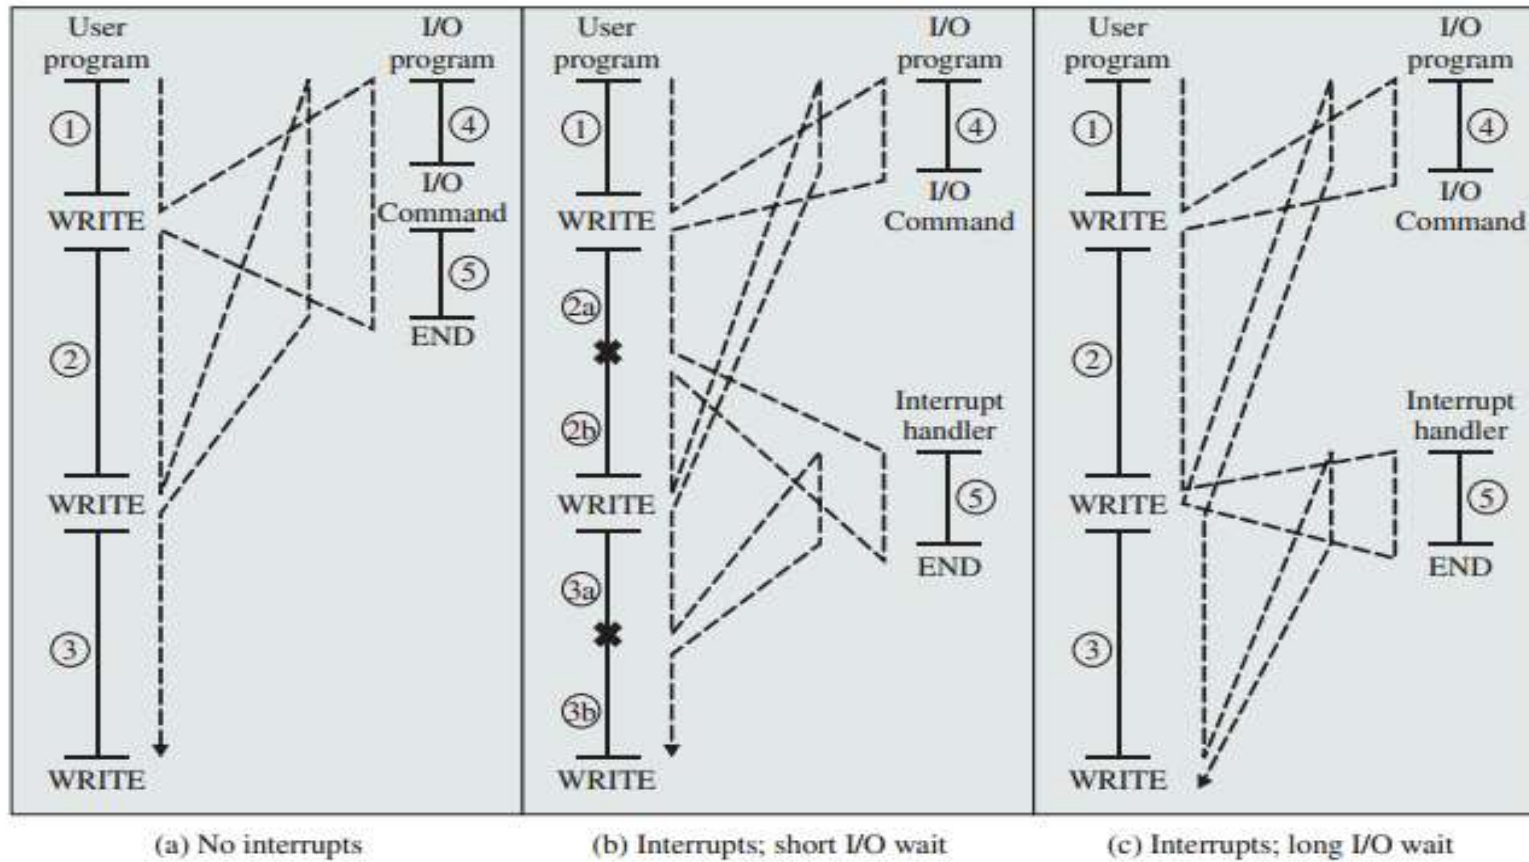 User
program
I/O
program
1
4
I/O
Command
WRITE
5
END
2
WRITE
3
WRITE
(a) No interrupts
User
program
I/O
program
1
4
I/O
Command
WRITE
2a
2b
Interrupt
handler
5
END
WRITE
3a
3b
WRITE
(b) Interrupts; short I/O wait
User
program
I/O
program
1
4
I/O
Command
WRITE
2
Interrupt
handler
5
END
WRITE
3
WRITE
(c) Interrupts; long I/O wait